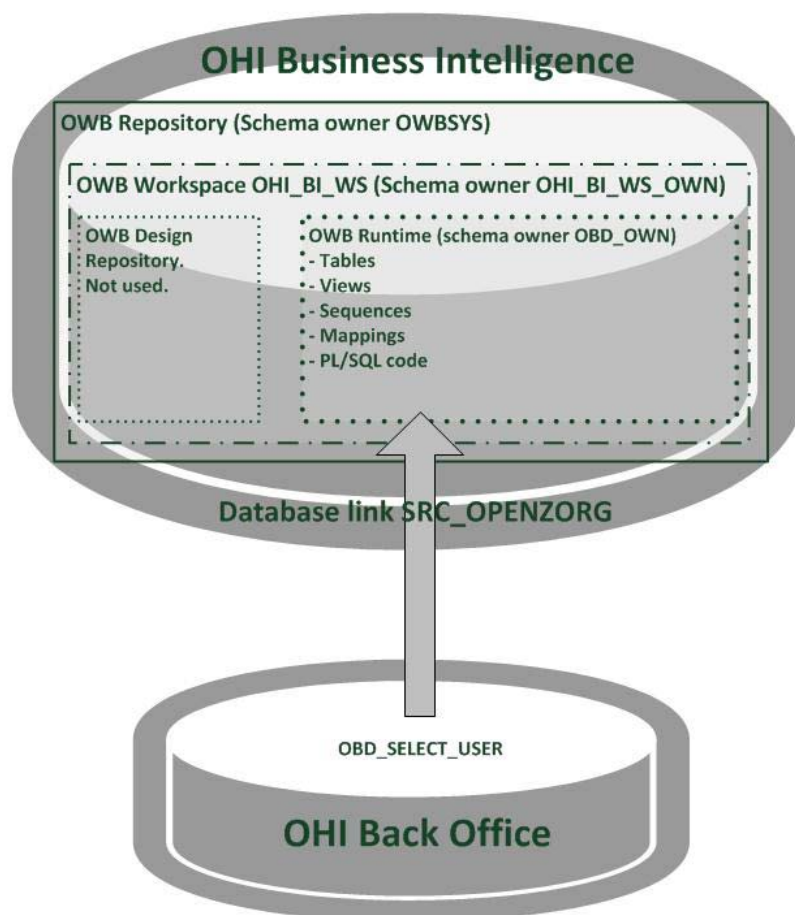 OHI Business Intelligence
OWB Repository (Schema owner OWBSYS)
OWB Workspace OHI_BI_WS (Schema owner OHI_BI_WS_OWN)
OWB Design
Repository.
Not used.
OWB Runtime (schema owner OBD_OWN)
- Tables
- Views
- Sequences
- Mappings
- PL/SQL code
Database link SRC_OPENZORG
OBD_SELECT_USER
OHI Back Office